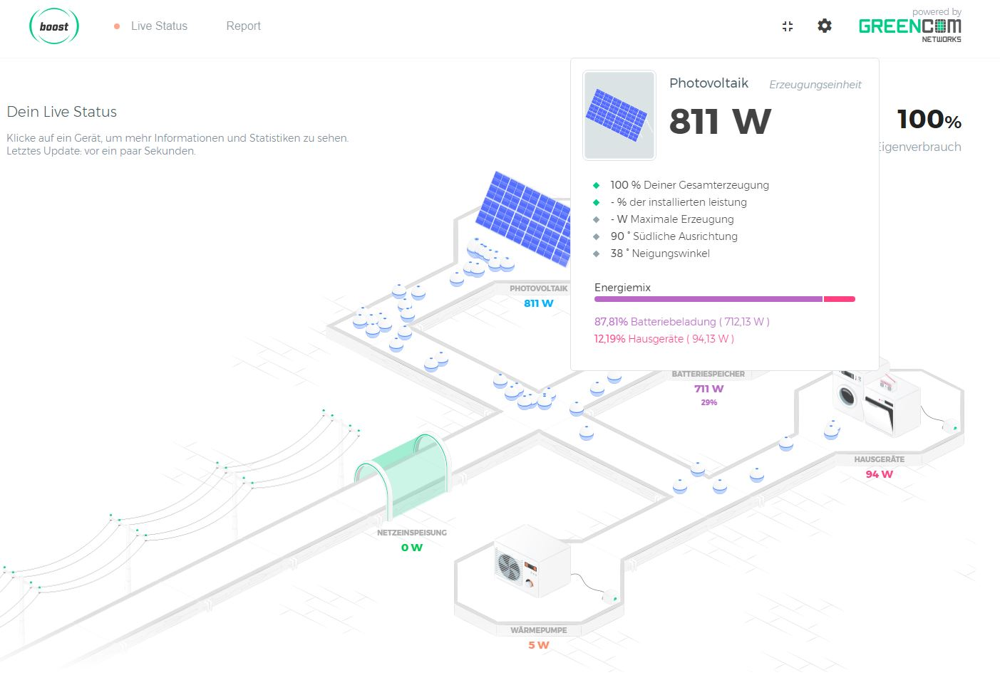 boost
Live Status
Report
powered by
GREENCOM
NETWORKS
Dein Live Status
Klicke auf ein Gerät, um mehr Informationen und Statistiken zu sehen.
Letztes Update: vor ein paar Sekunden.
Photovoltaik
Erzeugungseinheit
811 W
100%
Eigenverbrauch
100 % Deiner Gesamterzeugung
- % der installierten leistung
- W Maximale Erzeugung
90 ° Südliche Ausrichtung
38 ° Neigungswinkel
Energiemix
87,81% Batteriebeladung ( 712,13 W )
12,19% Hausgeräte ( 94,13 W )
PHOTOVOLTAIK
811 W
BATTERIESPEICHER
711 W
29%
HAUSGERÄTE
94 W
NETZEINSPEISUNG
0 W
WÄRMEPUMPE
5 W